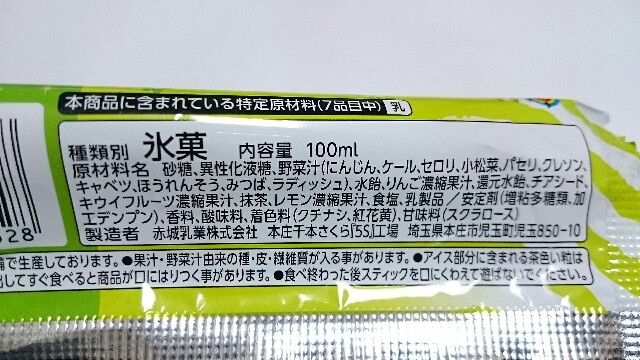 本商品に含まれている特定原材料(7品目中) 乳
種類別 氷菓 内容量 100ml
原材料名 砂糖、異性化液糖、野菜汁(にんじん、ケール、セロリ、小松菜、パセリ、クレソン、
キャベツ、ほうれんそう、みつば、ラディッシュ)、水飴、りんご濃縮果汁、還元水飴、チアシード、
キウイフルーツ濃縮果汁、抹茶、レモン濃縮果汁、食塩、乳製品/安定剤(増粘多糖類、加
工デンプン)、香料、酸味料、着色料(クチナシ、紅花黄)、甘味料(スクラロース)
製造者 赤城乳業株式会社 本庄千本さくら『5S』工場 埼玉県本庄市児玉町児玉850-10
828
備で生産しております。●果汁・野菜汁由来の種・皮・繊維質が入る事があります。●アイス部分に含まれる茶色い粒は
出してすぐ食べると商品が口にはりつく事があります。●食べ終わった後スティックを口にくわえて遊ばないでください。